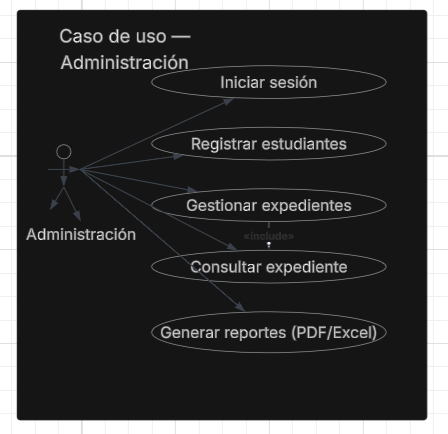 Caso de uso —
Administración
Iniciar sesión
Registrar estudiantes
Gestionar expedientes
Administración
«include»
Consultar expediente
Generar reportes (PDF/Excel)